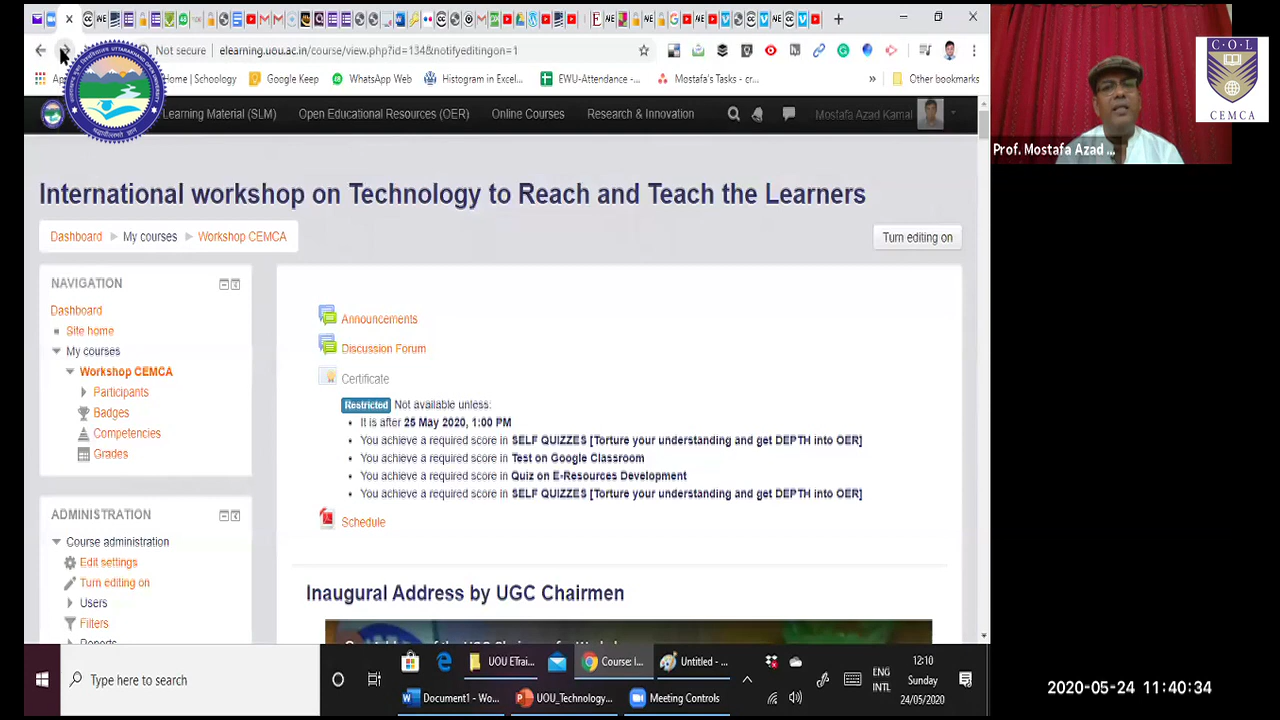 Not secure elearning.uou.ac.in/course/view.php?id=134&notifyeditingon=1
Home | Schoology Google Keep WhatsApp Web Histogram in Excel... EWU-Attendance -... Mostafa's Tasks - cr... » Other bookmarks
Learning Material (SLM) Open Educational Resources (OER) Online Courses Research & Innovation Mostafa Azad Kamal
C O L
CEMCA
Prof. Mostafa Azad ...
International workshop on Technology to Reach and Teach the Learners
Dashboard My courses Workshop CEMCA
Turn editing on
NAVIGATION
Dashboard
Site home
My courses
Workshop CEMCA
Participants
Badges
Competencies
Grades
ADMINISTRATION
Course administration
Edit settings
Turn editing on
Users
Filters
Reports
Announcements
Discussion Forum
Certificate
Restricted Not available unless:
It is after 25 May 2020, 1:00 PM
You achieve a required score in SELF QUIZZES [Torture your understanding and get DEPTH into OER]
You achieve a required score in Test on Google Classroom
You achieve a required score in Quiz on E-Resources Development
You achieve a required score in SELF QUIZZES [Torture your understanding and get DEPTH into OER]
Schedule
Inaugural Address by UGC Chairmen
Type here to search
UOU ETrai... Course: I... Untitled - ...
Document1 - Wo... UOU_Technology... Meeting Controls
ENG
INTL
12:10
Sunday
24/05/2020
2020-05-24 11:40:34